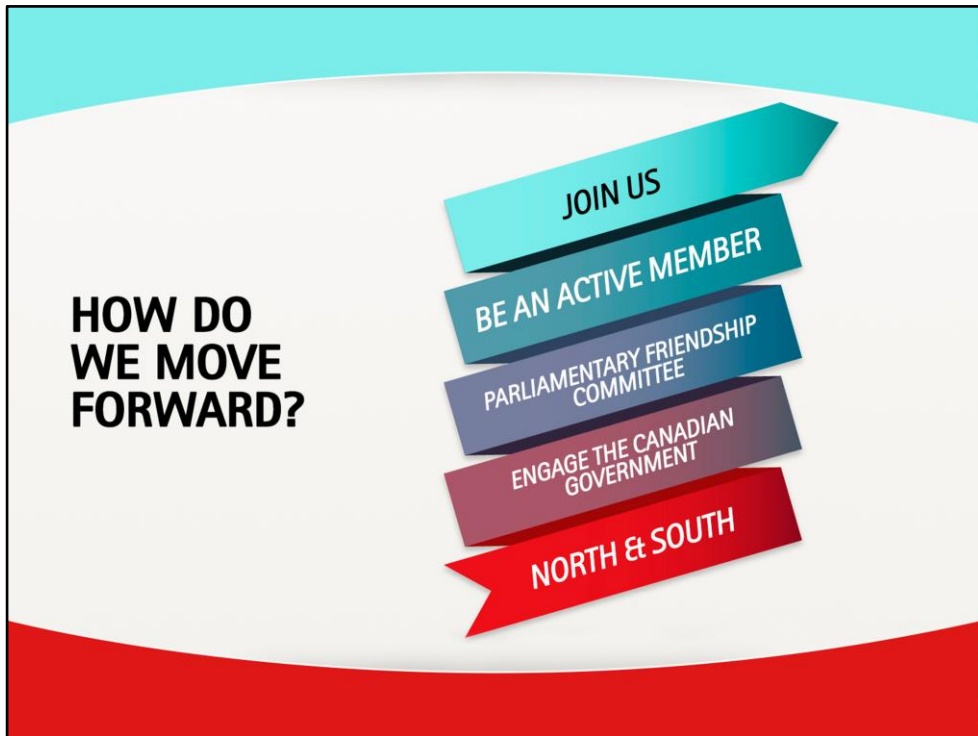 HOW DO
WE MOVE
FORWARD?
JOIN US
BE AN ACTIVE MEMBER
PARLIAMENTARY FRIENDSHIP
COMMITTEE
ENGAGE THE CANADIAN
GOVERNMENT
NORTH & SOUTH